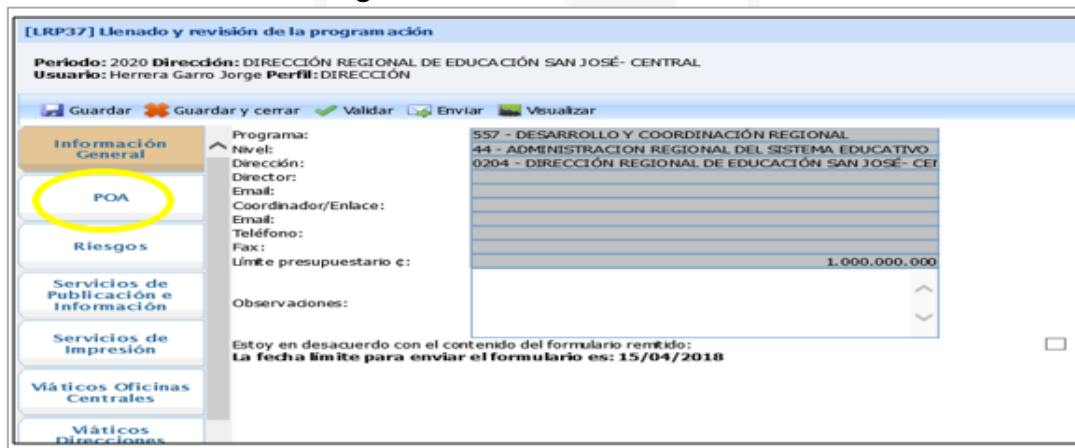 [LRP37] Llenado y revisión de la programación
Periodo: 2020 Dirección: DIRECCIÓN REGIONAL DE EDUCACIÓN SAN JOSÉ- CENTRAL
Usuario: Herrera Garro Jorge Perfil: DIRECCIÓN
Guardar Guardar y cerrar Validar Enviar Visualizar
Información
General
POA
Riesgos
Servicios de
Publicación e
Información
Servicios de
Impresión
Viáticos Oficinas
Centrales
Viáticos
Direcciones
Programa: 557 - DESARROLLO Y COORDINACIÓN REGIONAL
Nivel: 44 - ADMINISTRACION REGIONAL DEL SISTEMA EDUCATIVO
Dirección: 0204 - DIRECCIÓN REGIONAL DE EDUCACIÓN SAN JOSÉ- CEN
Director:
Email:
Coordinador/Enlace:
Email:
Teléfono:
Fax:
Límite presupuestario ¢: 1.000.000.000
Observaciones:
Estoy en desacuerdo con el contenido del formulario remitido:
La fecha límite para enviar el formulario es: 15/04/2018